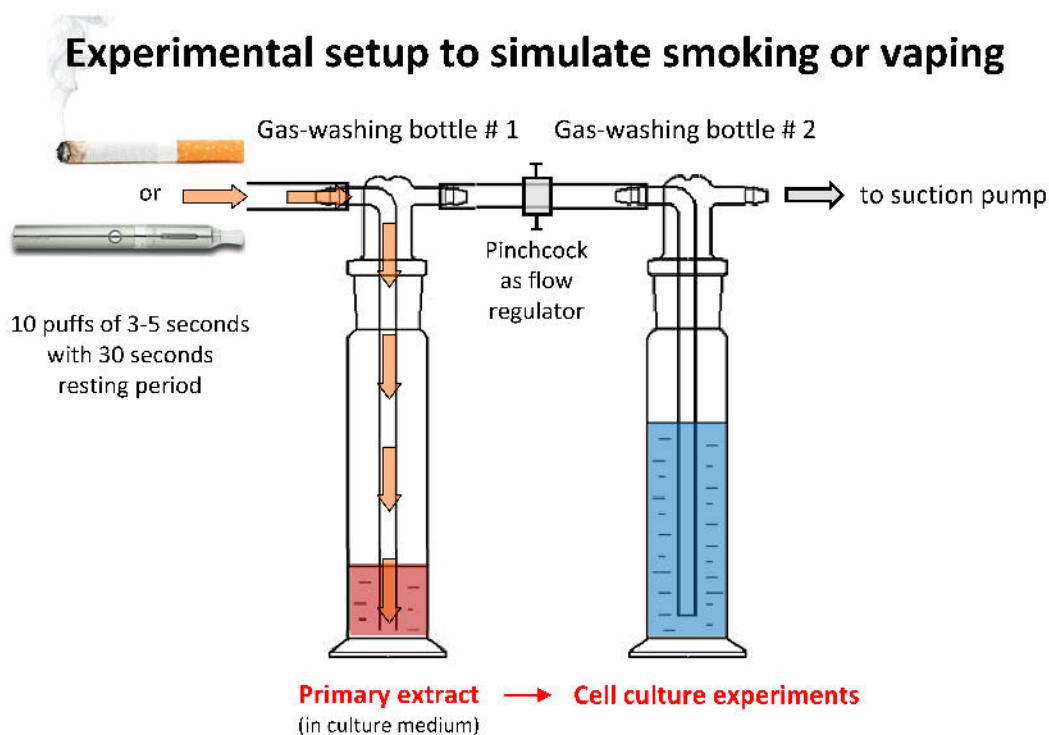 Experimental setup to simulate smoking or vaping
Gas-washing bottle # 1
Gas-washing bottle # 2
or
to suction pump
Pinchcock
as flow
regulator
10 puffs of 3-5 seconds
with 30 seconds
resting period
Primary extract
(in culture medium)
Cell culture experiments